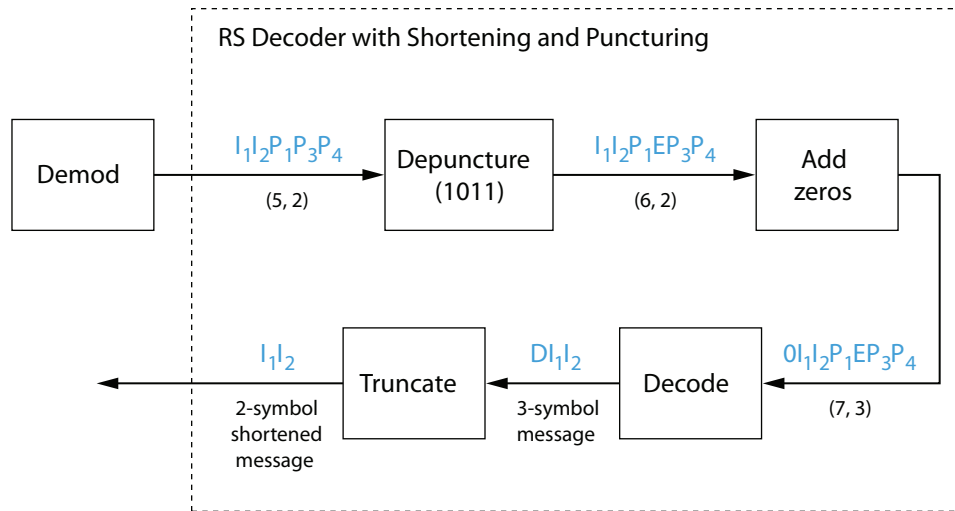 RS Decoder with Shortening and Puncturing
Demod
I₁I₂P₁P₃P₄
(5, 2)
Depuncture
(1011)
I₁I₂P₁EP₃P₄
(6, 2)
Add
zeros
0I₁I₂P₁EP₃P₄
(7, 3)
Decode
DI₁I₂
3-symbol
message
Truncate
I₁I₂
2-symbol
shortened
message